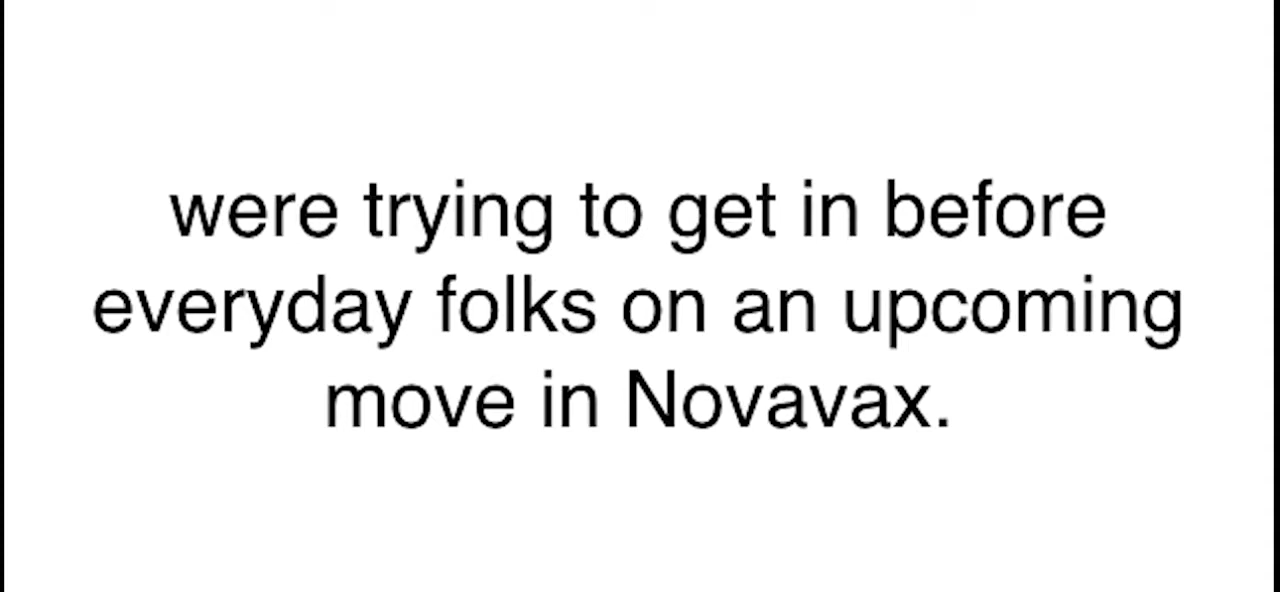 were trying to get in before
everyday folks on an upcoming
move in Novavax.